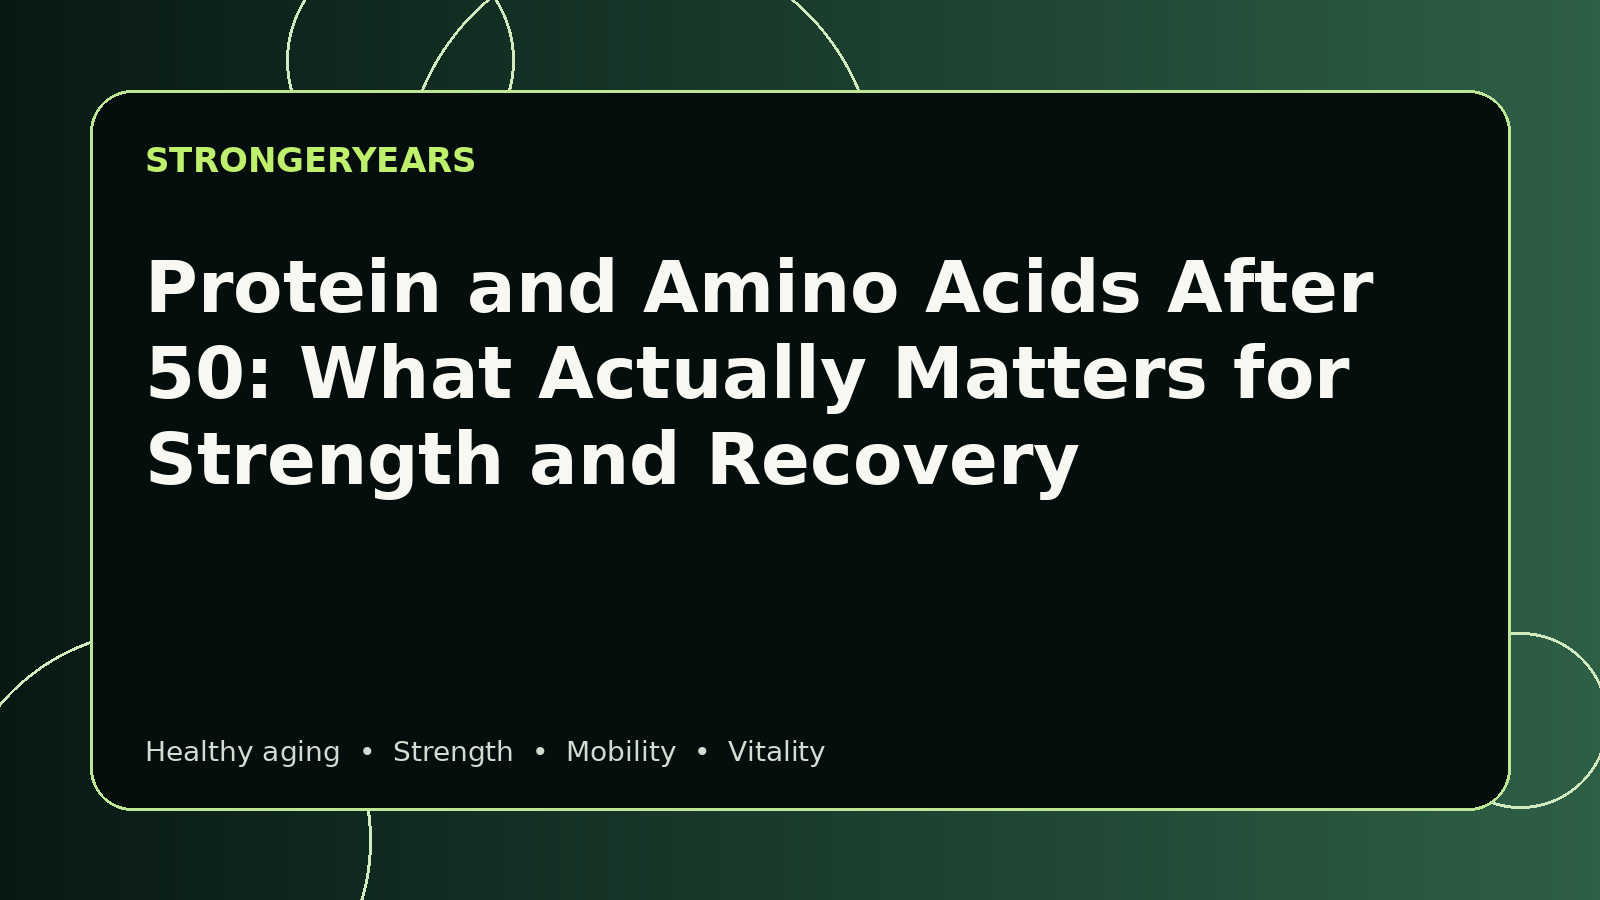 STRONGERYEARS
Protein and Amino Acids After
50: What Actually Matters for
Strength and Recovery
Healthy aging • Strength • Mobility • Vitality